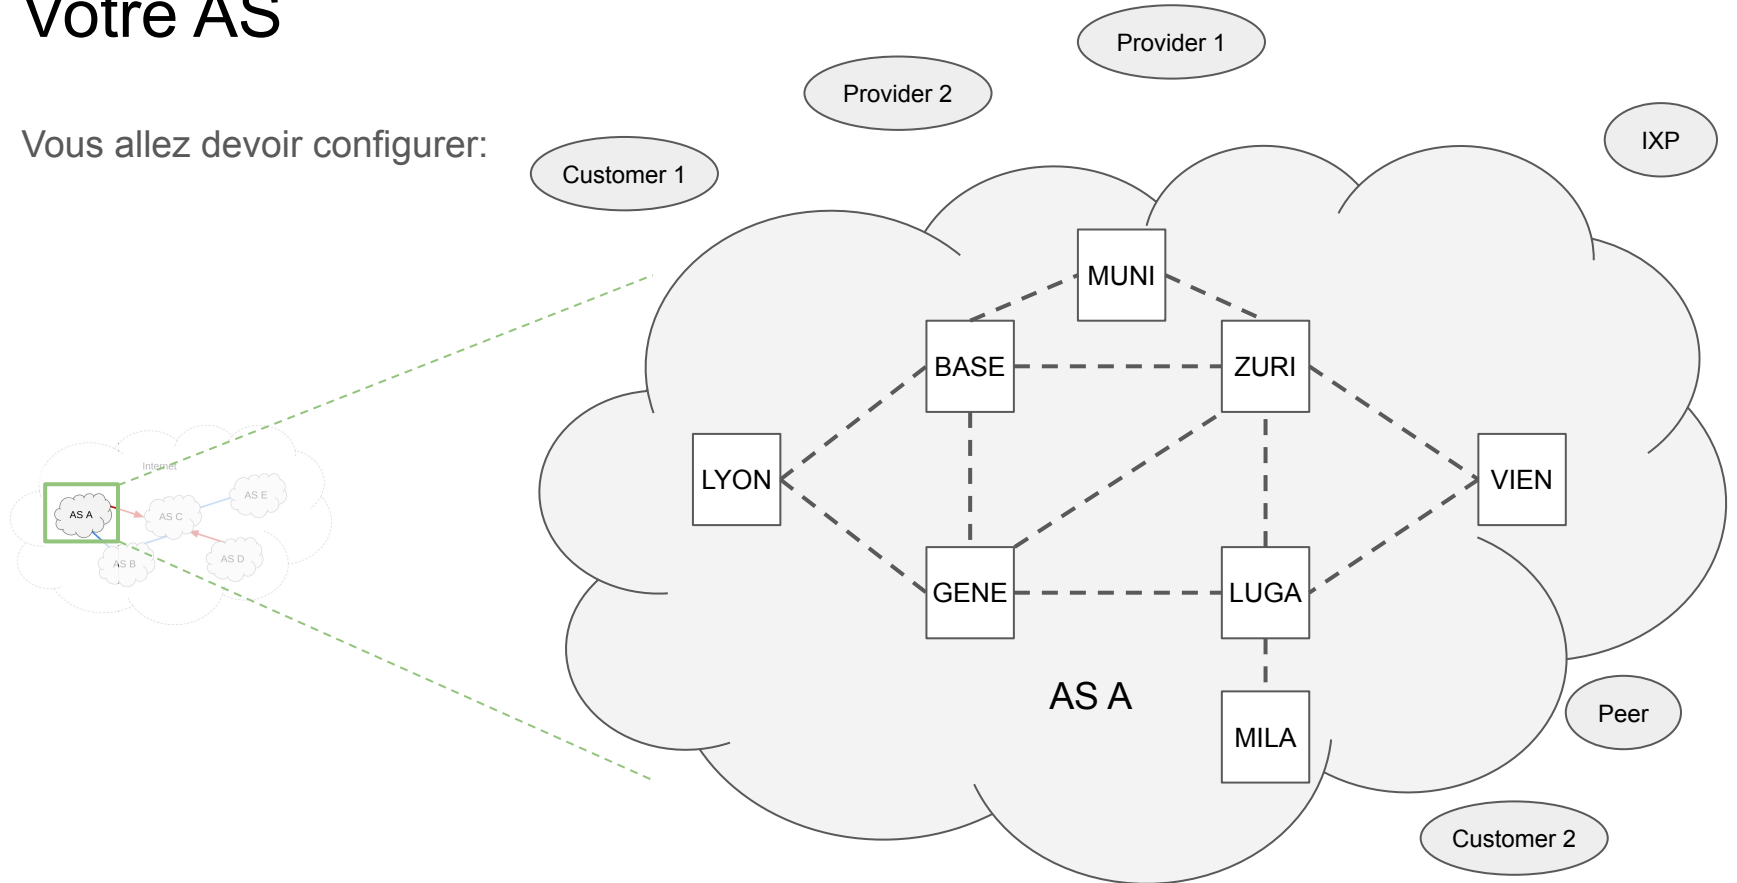 Votre AS
Vous allez devoir configurer:
Provider 1
Provider 2
IXP
Customer 1
MUNI
BASE
ZURI
LYON
VIEN
GENE
LUGA
AS A
MILA
Peer
Customer 2
Internet
AS A
AS C
AS E
AS B
AS D